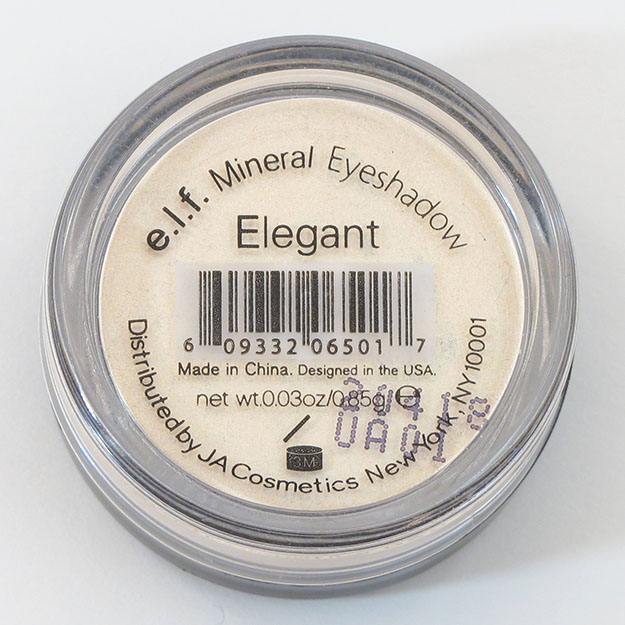 e.l.f. Mineral Eyeshadow
Elegant
6 09332 06501 7
Made in China. Designed in the USA.
net wt.0.03oz/0.85g e
3M
Distributed by JA Cosmetics New York, NY10001